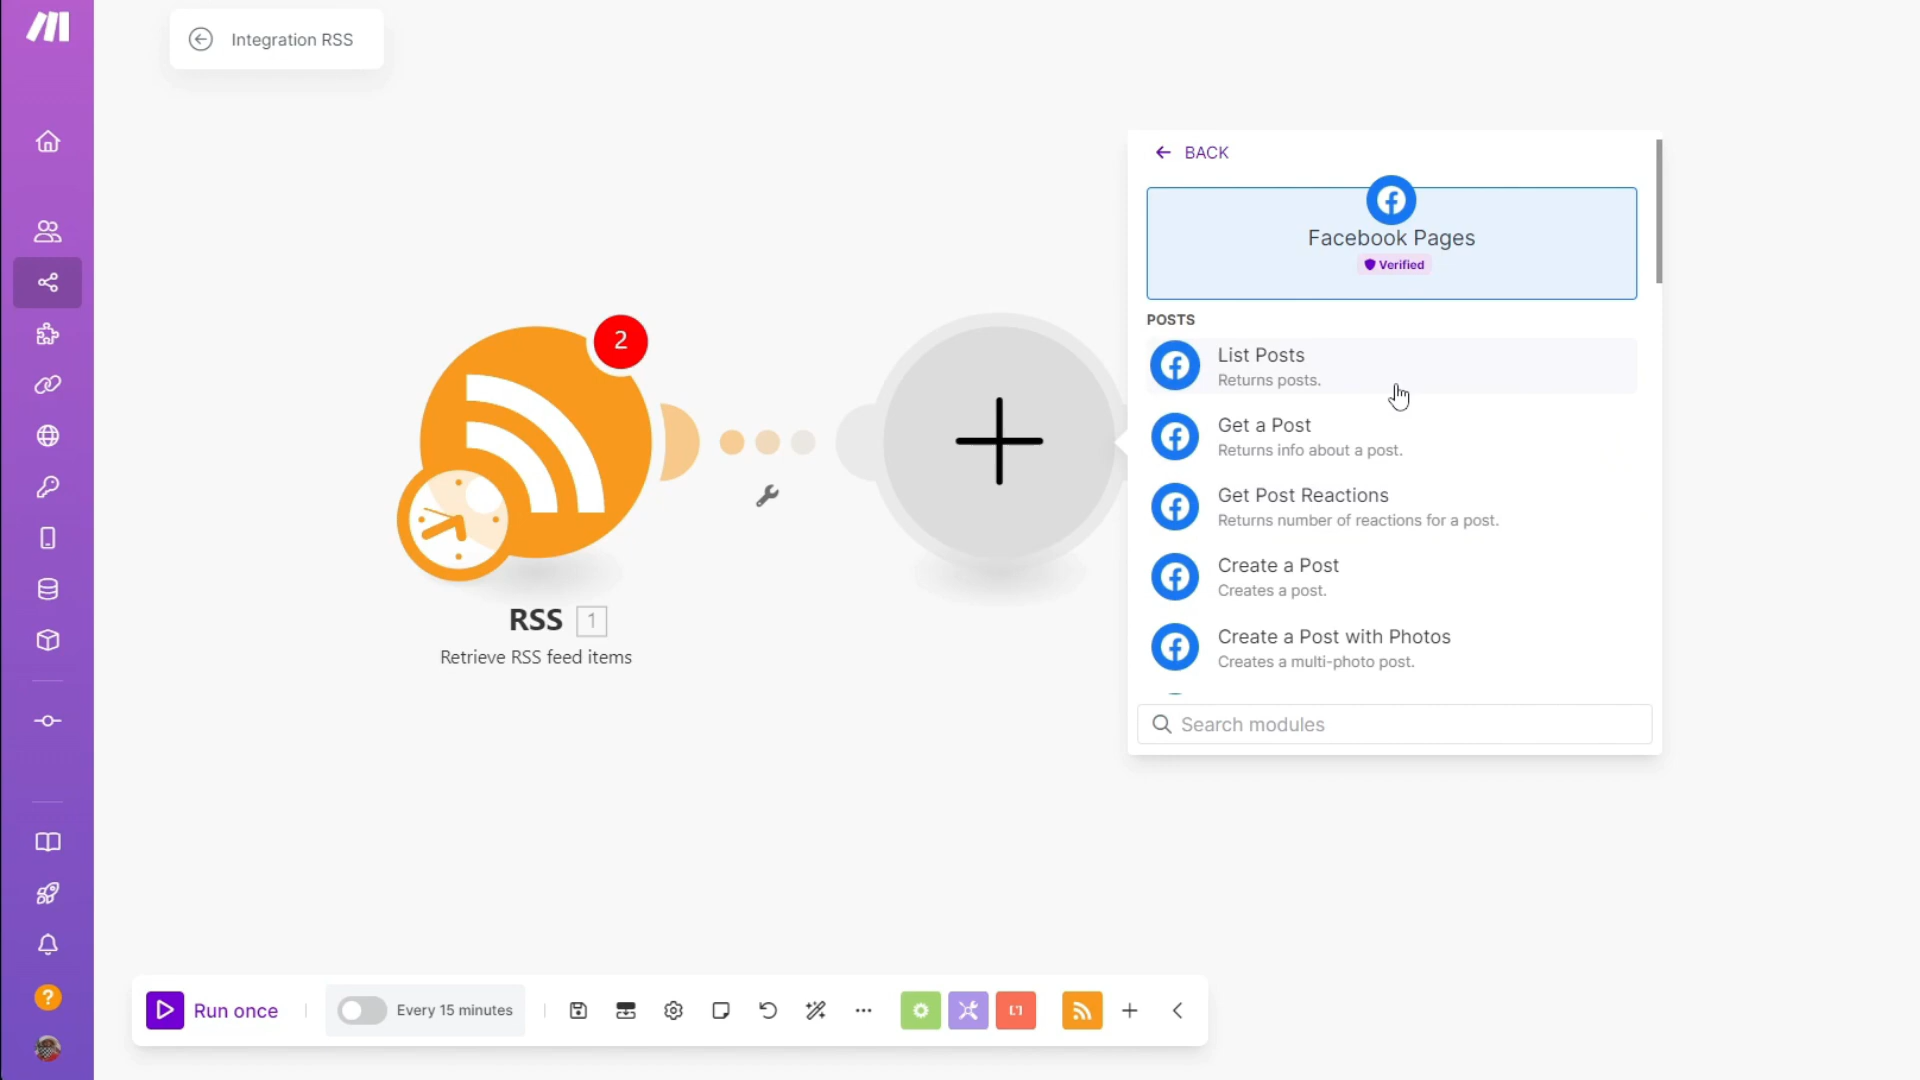 Integration RSS
BACK
Facebook Pages
Verified
POSTS
List Posts
Returns posts.
Get a Post
Returns info about a post.
Get Post Reactions
Returns number of reactions for a post.
Create a Post
Creates a post.
Create a Post with Photos
Creates a multi-photo post.
Search modules
2
RSS 1
Retrieve RSS feed items
?
Run once
Every 15 minutes